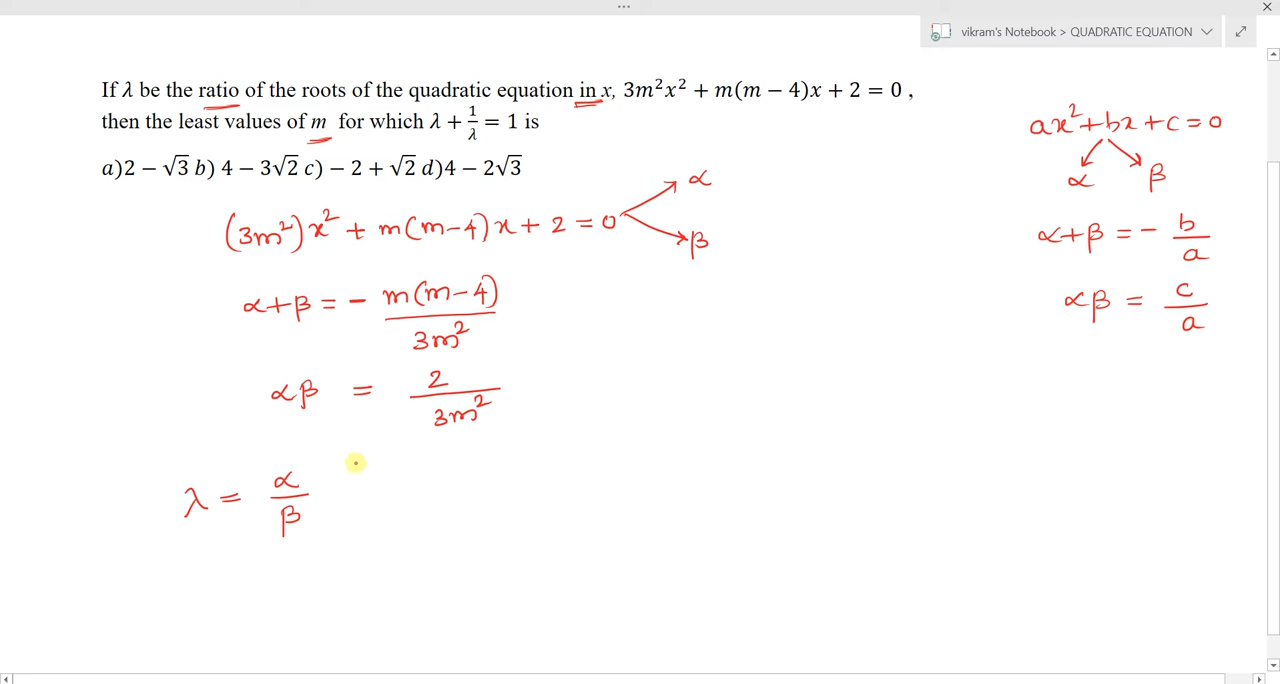 vikram's Notebook > QUADRATIC EQUATION
If λ be the ratio of the roots of the quadratic equation in x, 3m²x² + m(m − 4)x + 2 = 0 ,
then the least values of m for which λ + 1/λ = 1 is
a)2 − √3 b) 4 − 3√2 c) − 2 + √2 d)4 − 2√3
(3m²)x² + m(m−4)x + 2 = 0
α
β
α+β = − m(m−4)/3m²
αβ = 2/3m²
λ = α/β
ax²+bx+c=0
α β
α+β = − b/a
αβ = c/a